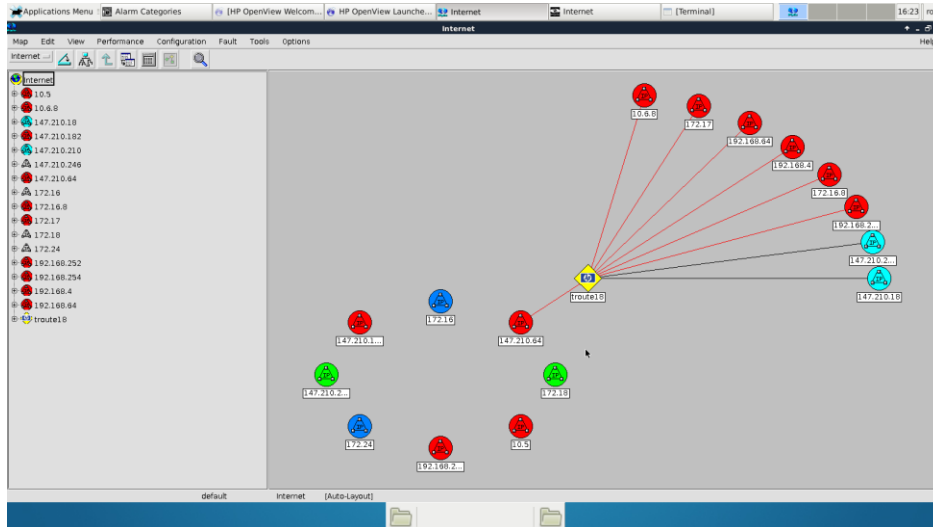 Applications Menu
Alarm Categories
[HP OpenView Welcom...
HP OpenView Launche...
Internet
Internet
[Terminal]
16:23
ro
Internet
Map Edit View Performance Configuration Fault Tools Options Help
Internet
Internet
10.5
10.6.8
147.210.18
147.210.182
147.210.210
147.210.246
147.210.64
172.16
172.16.8
172.17
172.18
172.24
192.168.252
192.168.254
192.168.4
192.168.64
troute18
10.6.8
172.17
192.168.64
192.168.4
172.16.8
192.168.2...
147.210.2...
147.210.18
troute18
172.16
147.210.1...
147.210.64
147.210.2...
172.18
172.24
10.5
192.168.2...
default Internet [Auto-Layout]